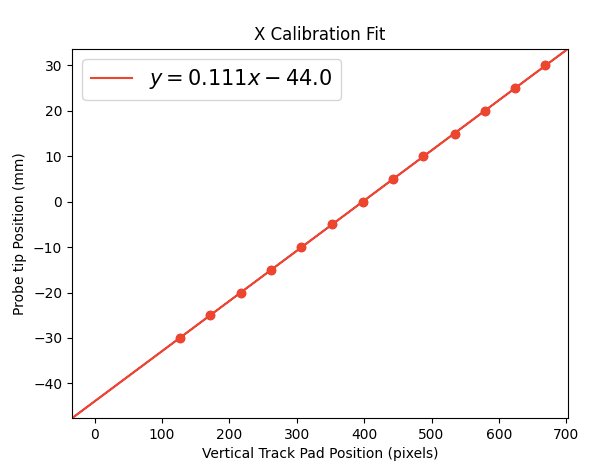 X Calibration Fit
y = 0.111x − 44.0
30
20
10
0
−10
−20
−30
−40
Probe tip Position (mm)
0 100 200 300 400 500 600 700
Vertical Track Pad Position (pixels)